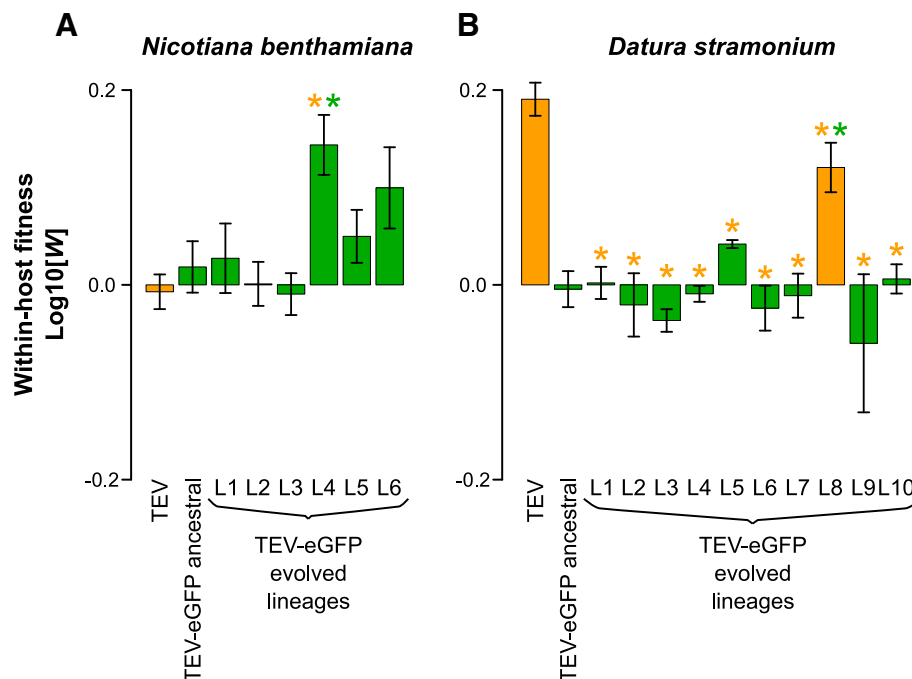 A
Nicotiana benthamiana
B
Datura stramonium
Within-host fitness
Log10[W]
0.2
0.0
-0.2
* *
TEV
TEV-eGFP ancestral
L1 L2 L3 L4 L5 L6
TEV-eGFP
evolved
lineages
0.2
0.0
-0.2
* * * * * * * * * * *
TEV
TEV-eGFP ancestral
L1 L2 L3 L4 L5 L6 L7 L8 L9 L10
TEV-eGFP
evolved
lineages